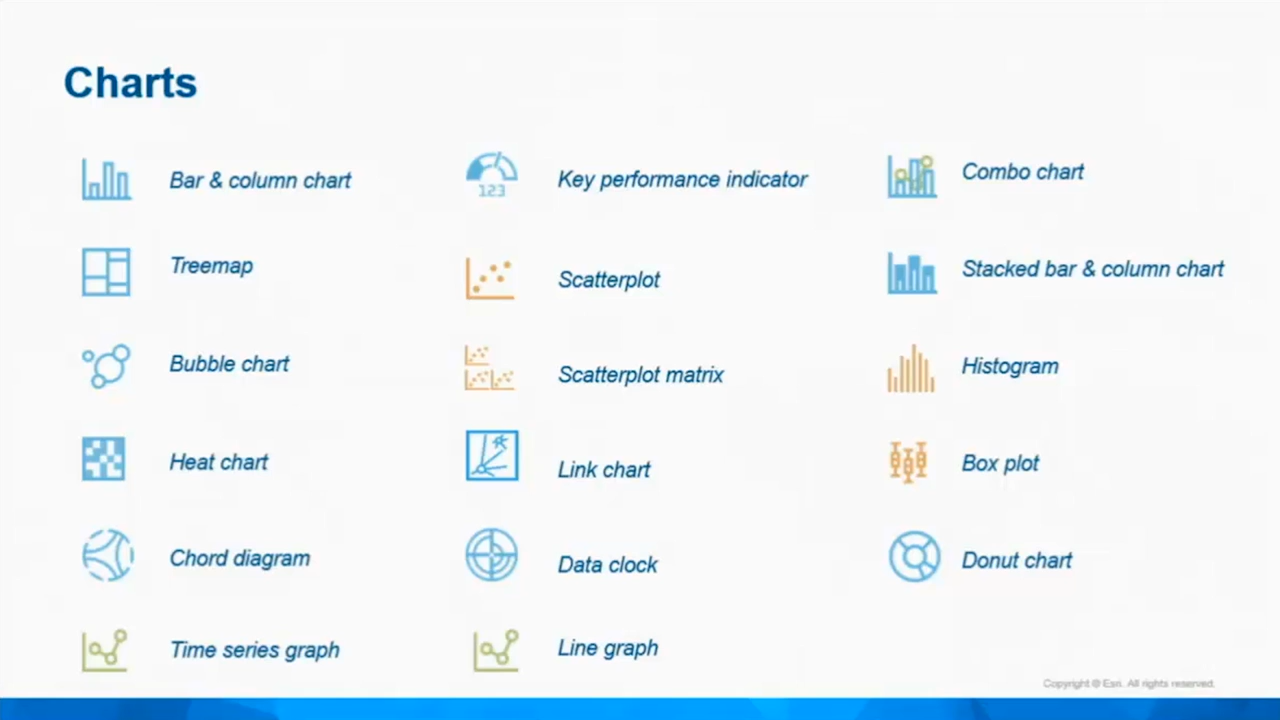 Charts
Bar & column chart
Treemap
Bubble chart
Heat chart
Chord diagram
Time series graph
123
Key performance indicator
Scatterplot
Scatterplot matrix
Link chart
Data clock
Line graph
Combo chart
Stacked bar & column chart
Histogram
Box plot
Donut chart
Copyright © Esri. All rights reserved.